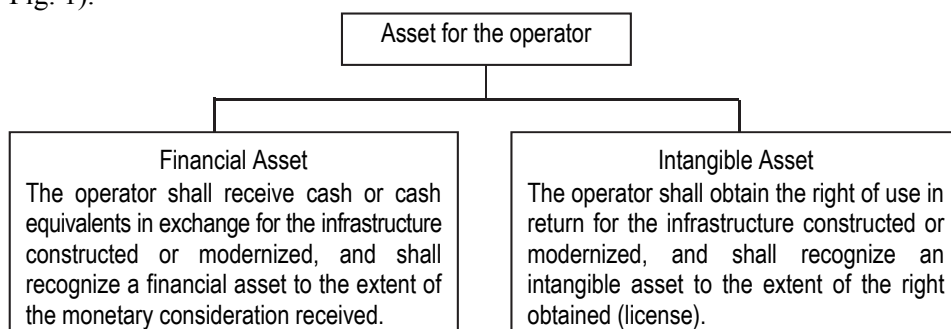 Fig. 1).
Asset for the operator
Financial Asset
The operator shall receive cash or cash
equivalents in exchange for the infrastructure
constructed or modernized, and shall
recognize a financial asset to the extent of
the monetary consideration received.
Intangible Asset
The operator shall obtain the right of use in
return for the infrastructure constructed or
modernized, and shall recognize an
intangible asset to the extent of the right
obtained (license).